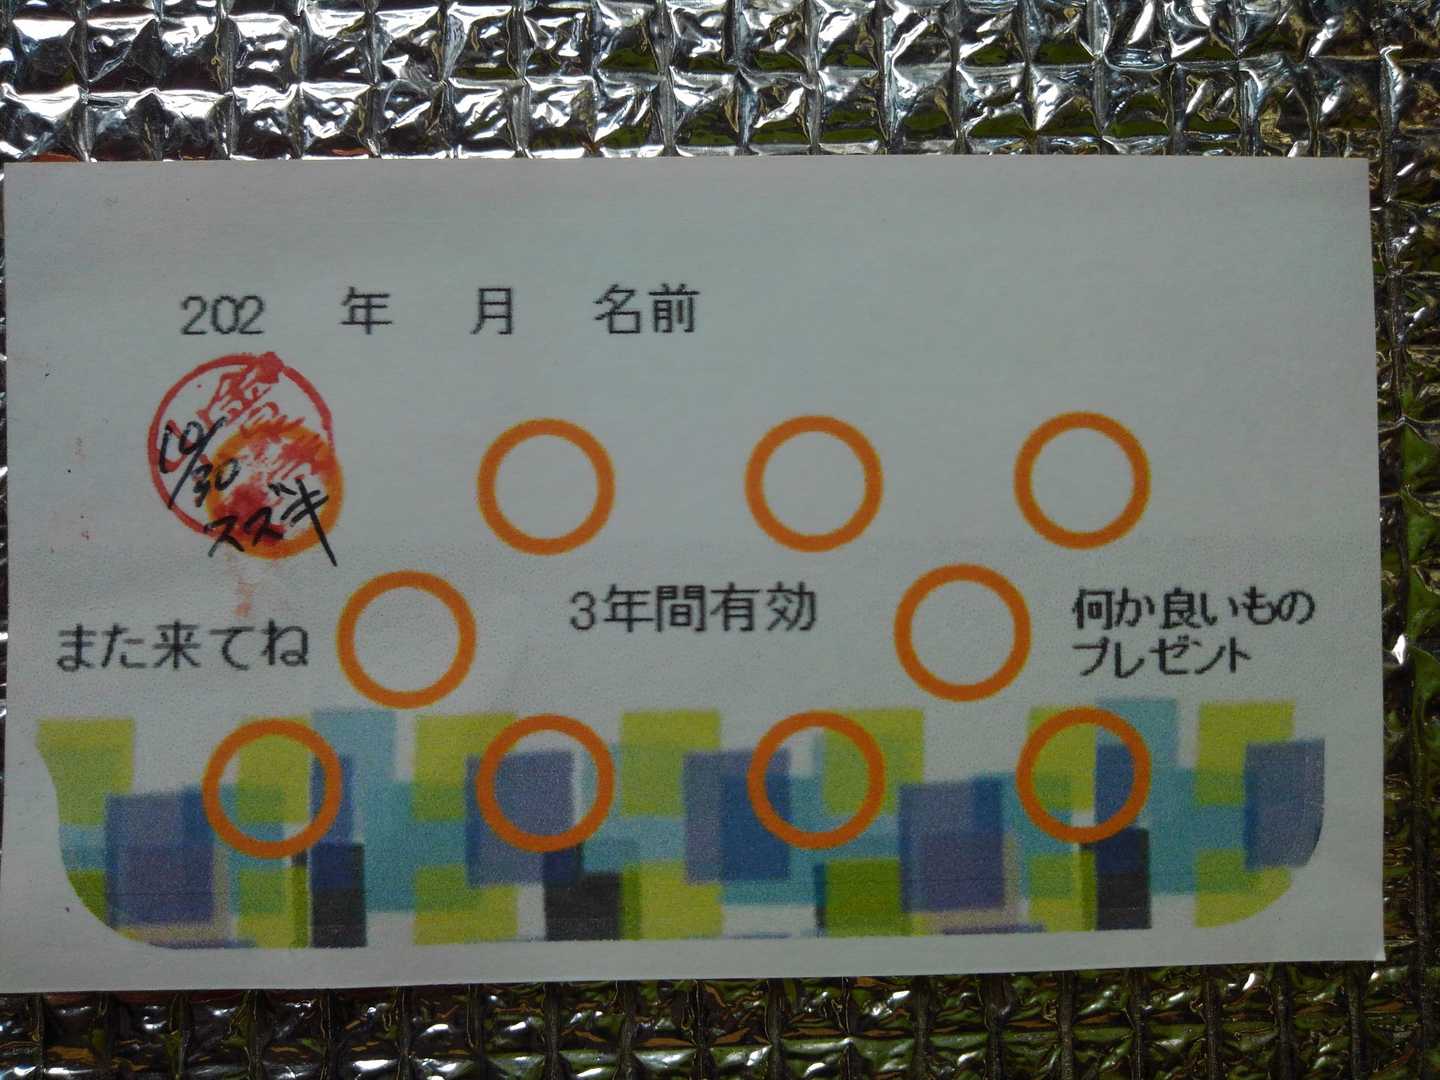 202 年 月 名前
10/30
スズキ
また来てね
3年間有効
何か良いもの
プレゼント